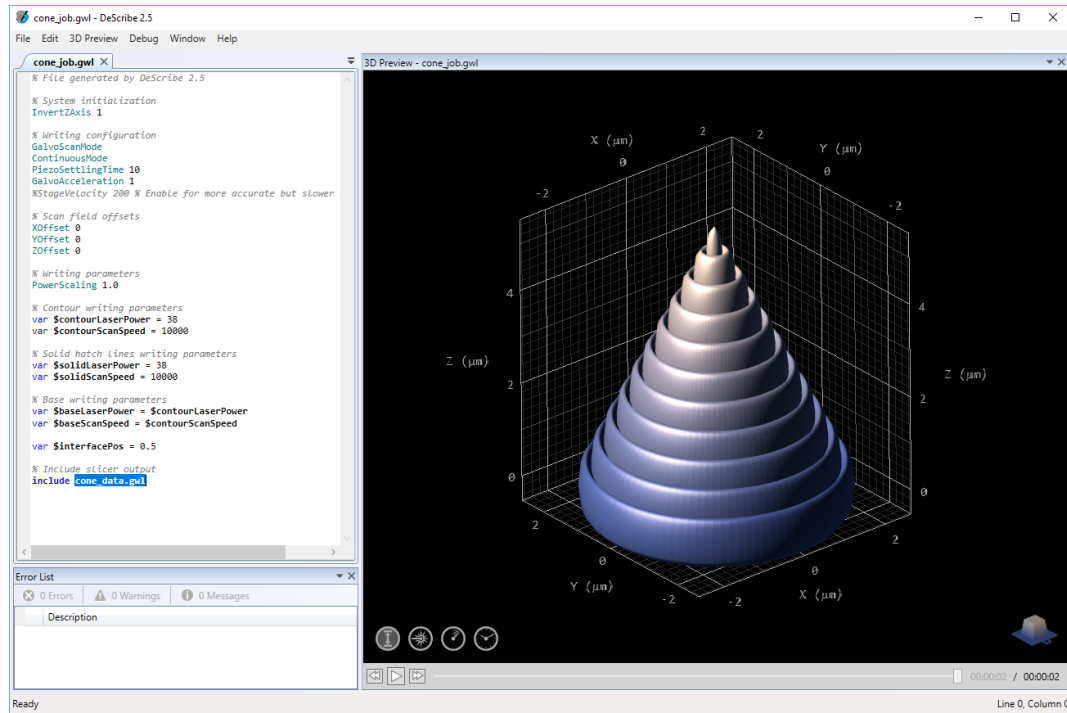 cone_job.gwl - DeScribe 2.5
File Edit 3D Preview Debug Window Help
cone_job.gwl
% File generated by DeScribe 2.5
% System initialization
InvertZAxis 1
% Writing configuration
GalvoScanMode
ContinuousMode
PiezoSettlingTime 10
GalvoAcceleration 1
%StageVelocity 200 % Enable for more accurate but slower
% Scan field offsets
XOffset 0
YOffset 0
ZOffset 0
% Writing parameters
PowerScaling 1.0
% Contour writing parameters
var $contourLaserPower = 38
var $contourScanSpeed = 10000
% Solid hatch lines writing parameters
var $solidLaserPower = 38
var $solidScanSpeed = 10000
% Base writing parameters
var $baseLaserPower = $contourLaserPower
var $baseScanSpeed = $contourScanSpeed
var $interfacePos = 0.5
% Include slicer output
include cone_data.gwl
Error List
0 Errors 0 Warnings 0 Messages
Description
3D Preview - cone_job.gwl
X (μm)
-2
0
2
Y (μm)
2
0
-2
Z (μm)
4
2
0
Z (μm)
4
2
0
Y (μm)
2
0
-2
X (μm)
-2
0
2
00:00:02 / 00:00:02
Ready
Line 0, Column 0